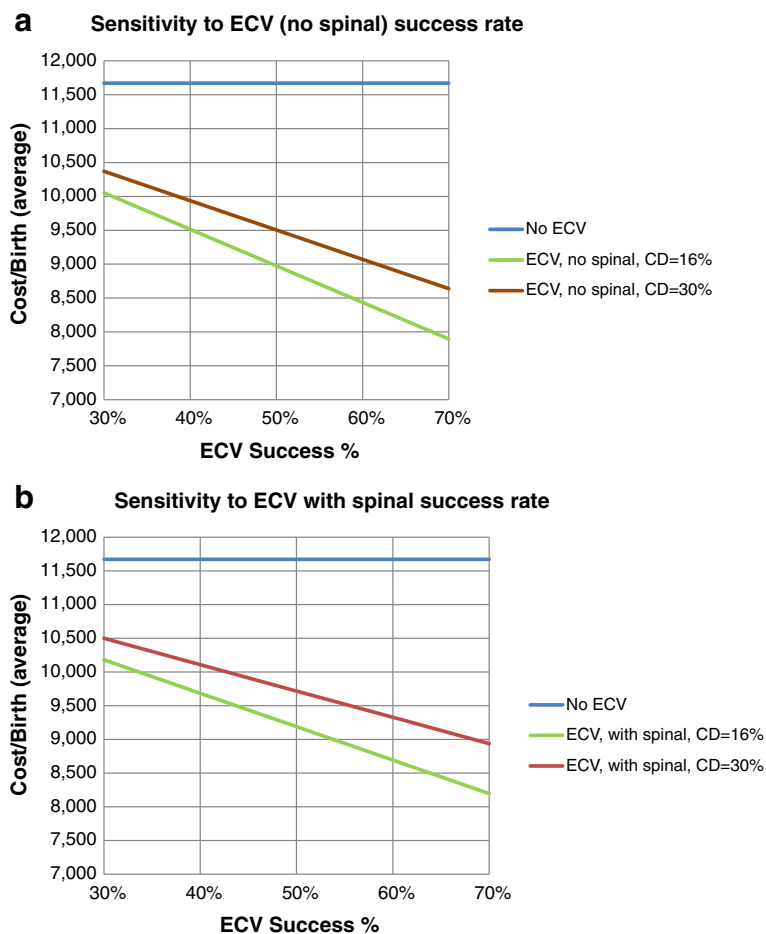 a
Sensitivity to ECV (no spinal) success rate
12,000
11,500
11,000
10,500
10,000
9,500
9,000
8,500
8,000
7,500
7,000
Cost/Birth (average)
30% 40% 50% 60% 70%
ECV Success %
No ECV
ECV, no spinal, CD=16%
ECV, no spinal, CD=30%
b
Sensitivity to ECV with spinal success rate
12,000
11,500
11,000
10,500
10,000
9,500
9,000
8,500
8,000
7,500
7,000
Cost/Birth (average)
30% 40% 50% 60% 70%
ECV Success %
No ECV
ECV, with spinal, CD=16%
ECV, with spinal, CD=30%